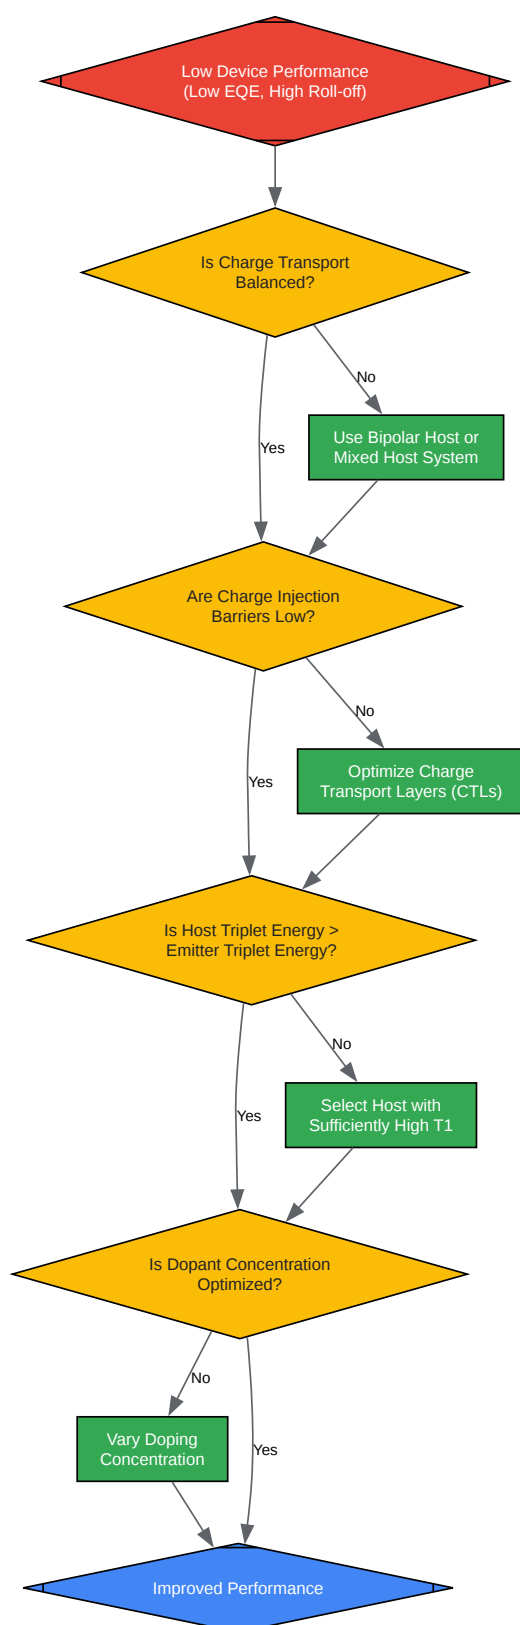 Low Device Performance
(Low EQE, High Roll-off)
Is Charge Transport
Balanced?
No
Use Bipolar Host or
Mixed Host System
Yes
Are Charge Injection
Barriers Low?
No
Optimize Charge
Transport Layers (CTLs)
Yes
Is Host Triplet Energy >
Emitter Triplet Energy?
No
Select Host with
Sufficiently High T1
Yes
Is Dopant Concentration
Optimized?
No
Vary Doping
Concentration
Yes
Improved Performance